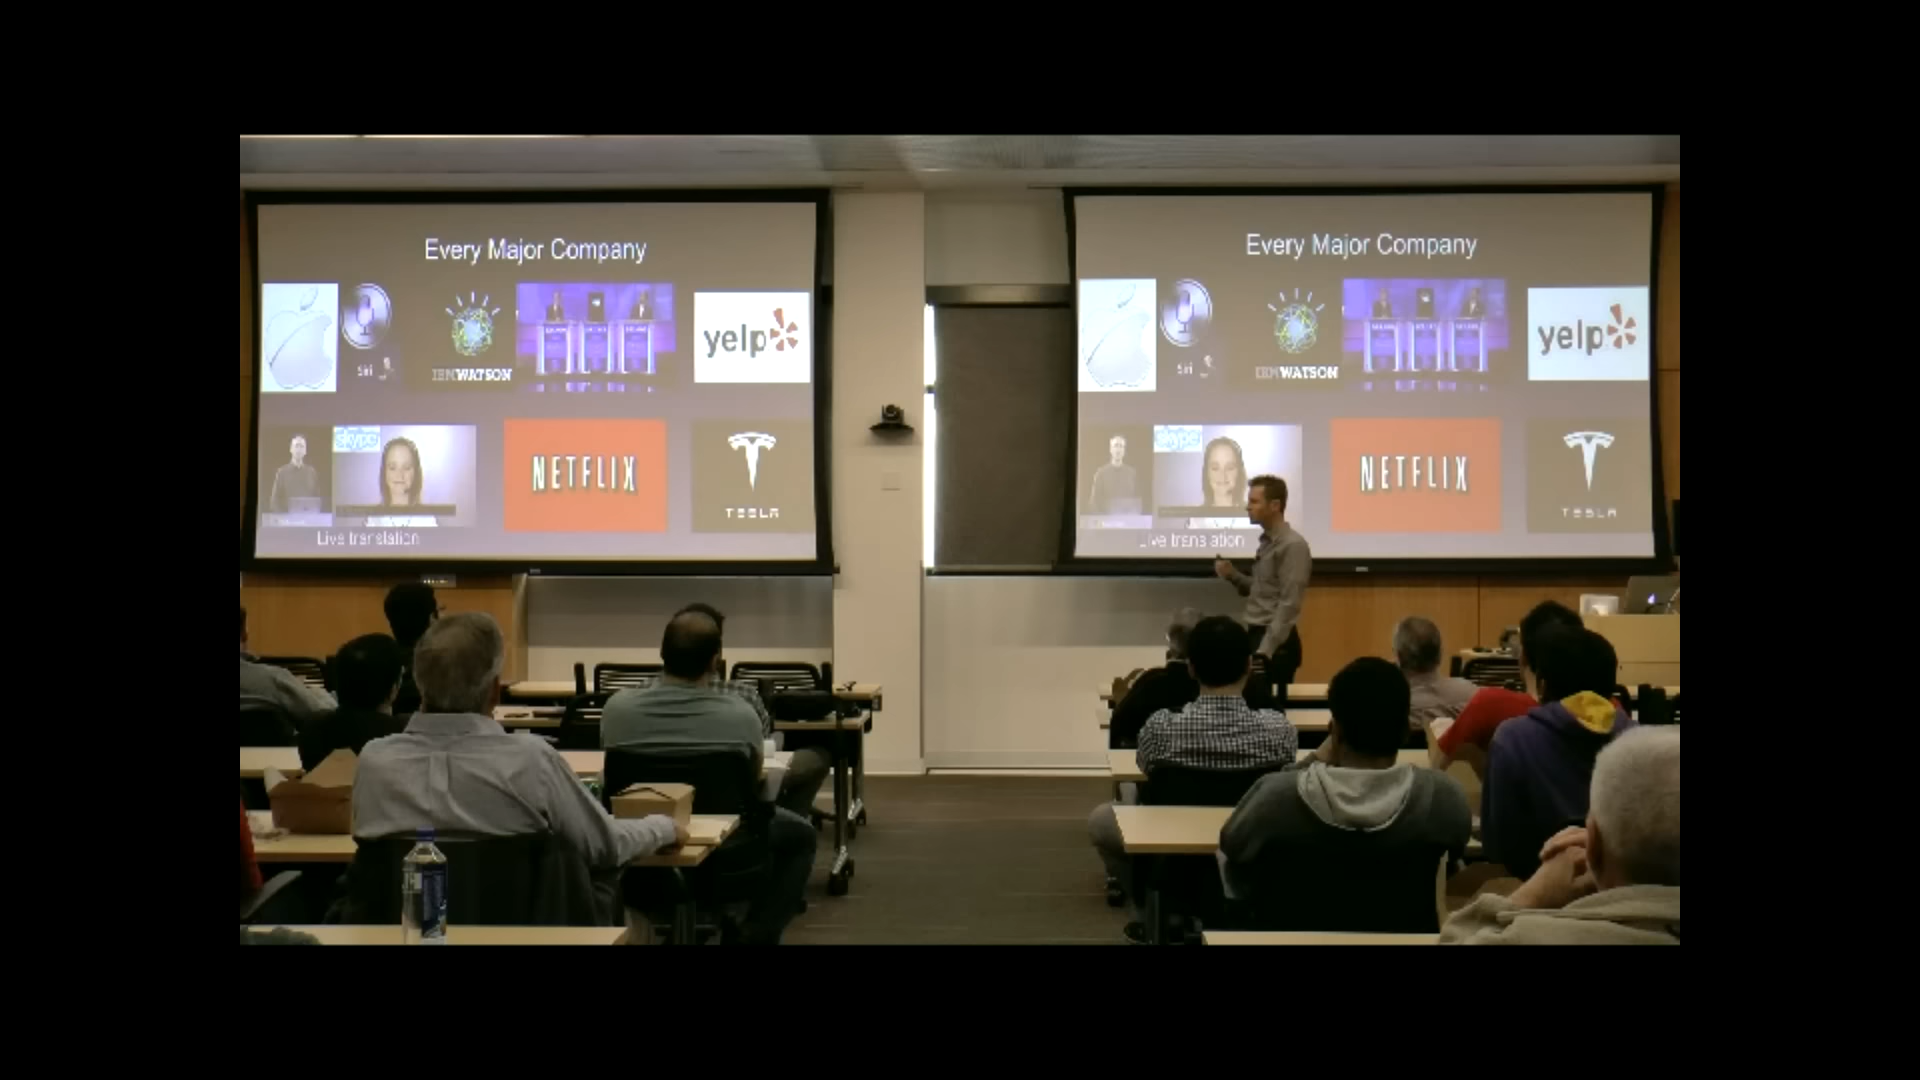 Every Major Company
Siri
IBM WATSON
yelp
skype
NETFLIX
TESLA
Live translation
Every Major Company
Siri
IBM WATSON
yelp
skype
NETFLIX
TESLA
Live translation